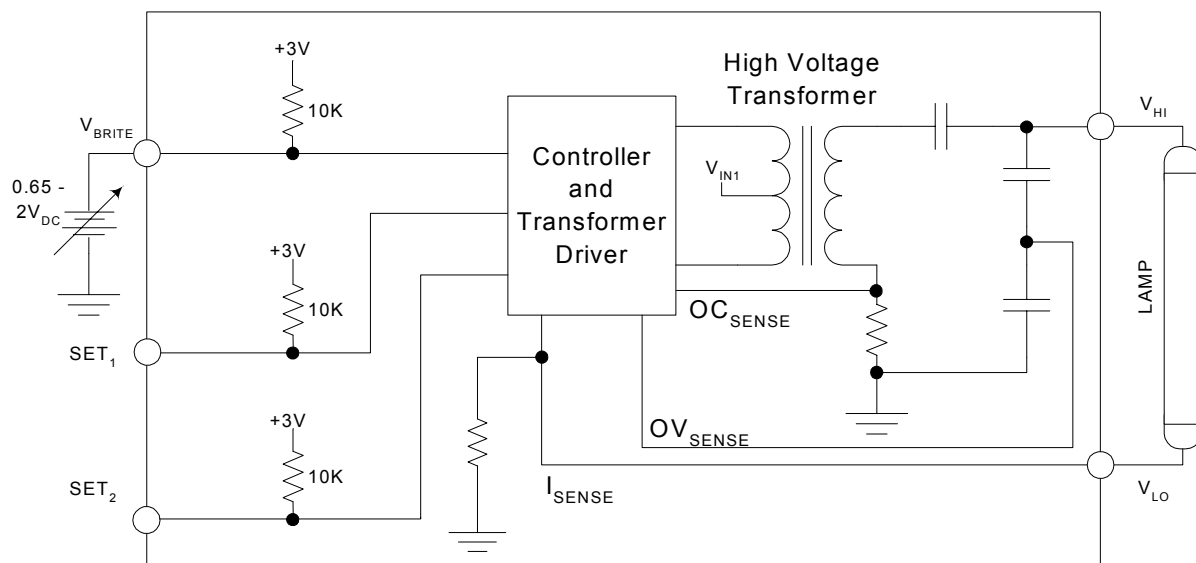 +3V
10K
V_BRITE
0.65 -
2V_DC
+3V
10K
SET_1
+3V
10K
SET_2
Controller
and
Transformer
Driver
High Voltage
Transformer
V_IN1
OC_SENSE
OV_SENSE
I_SENSE
V_HI
LAMP
V_LO